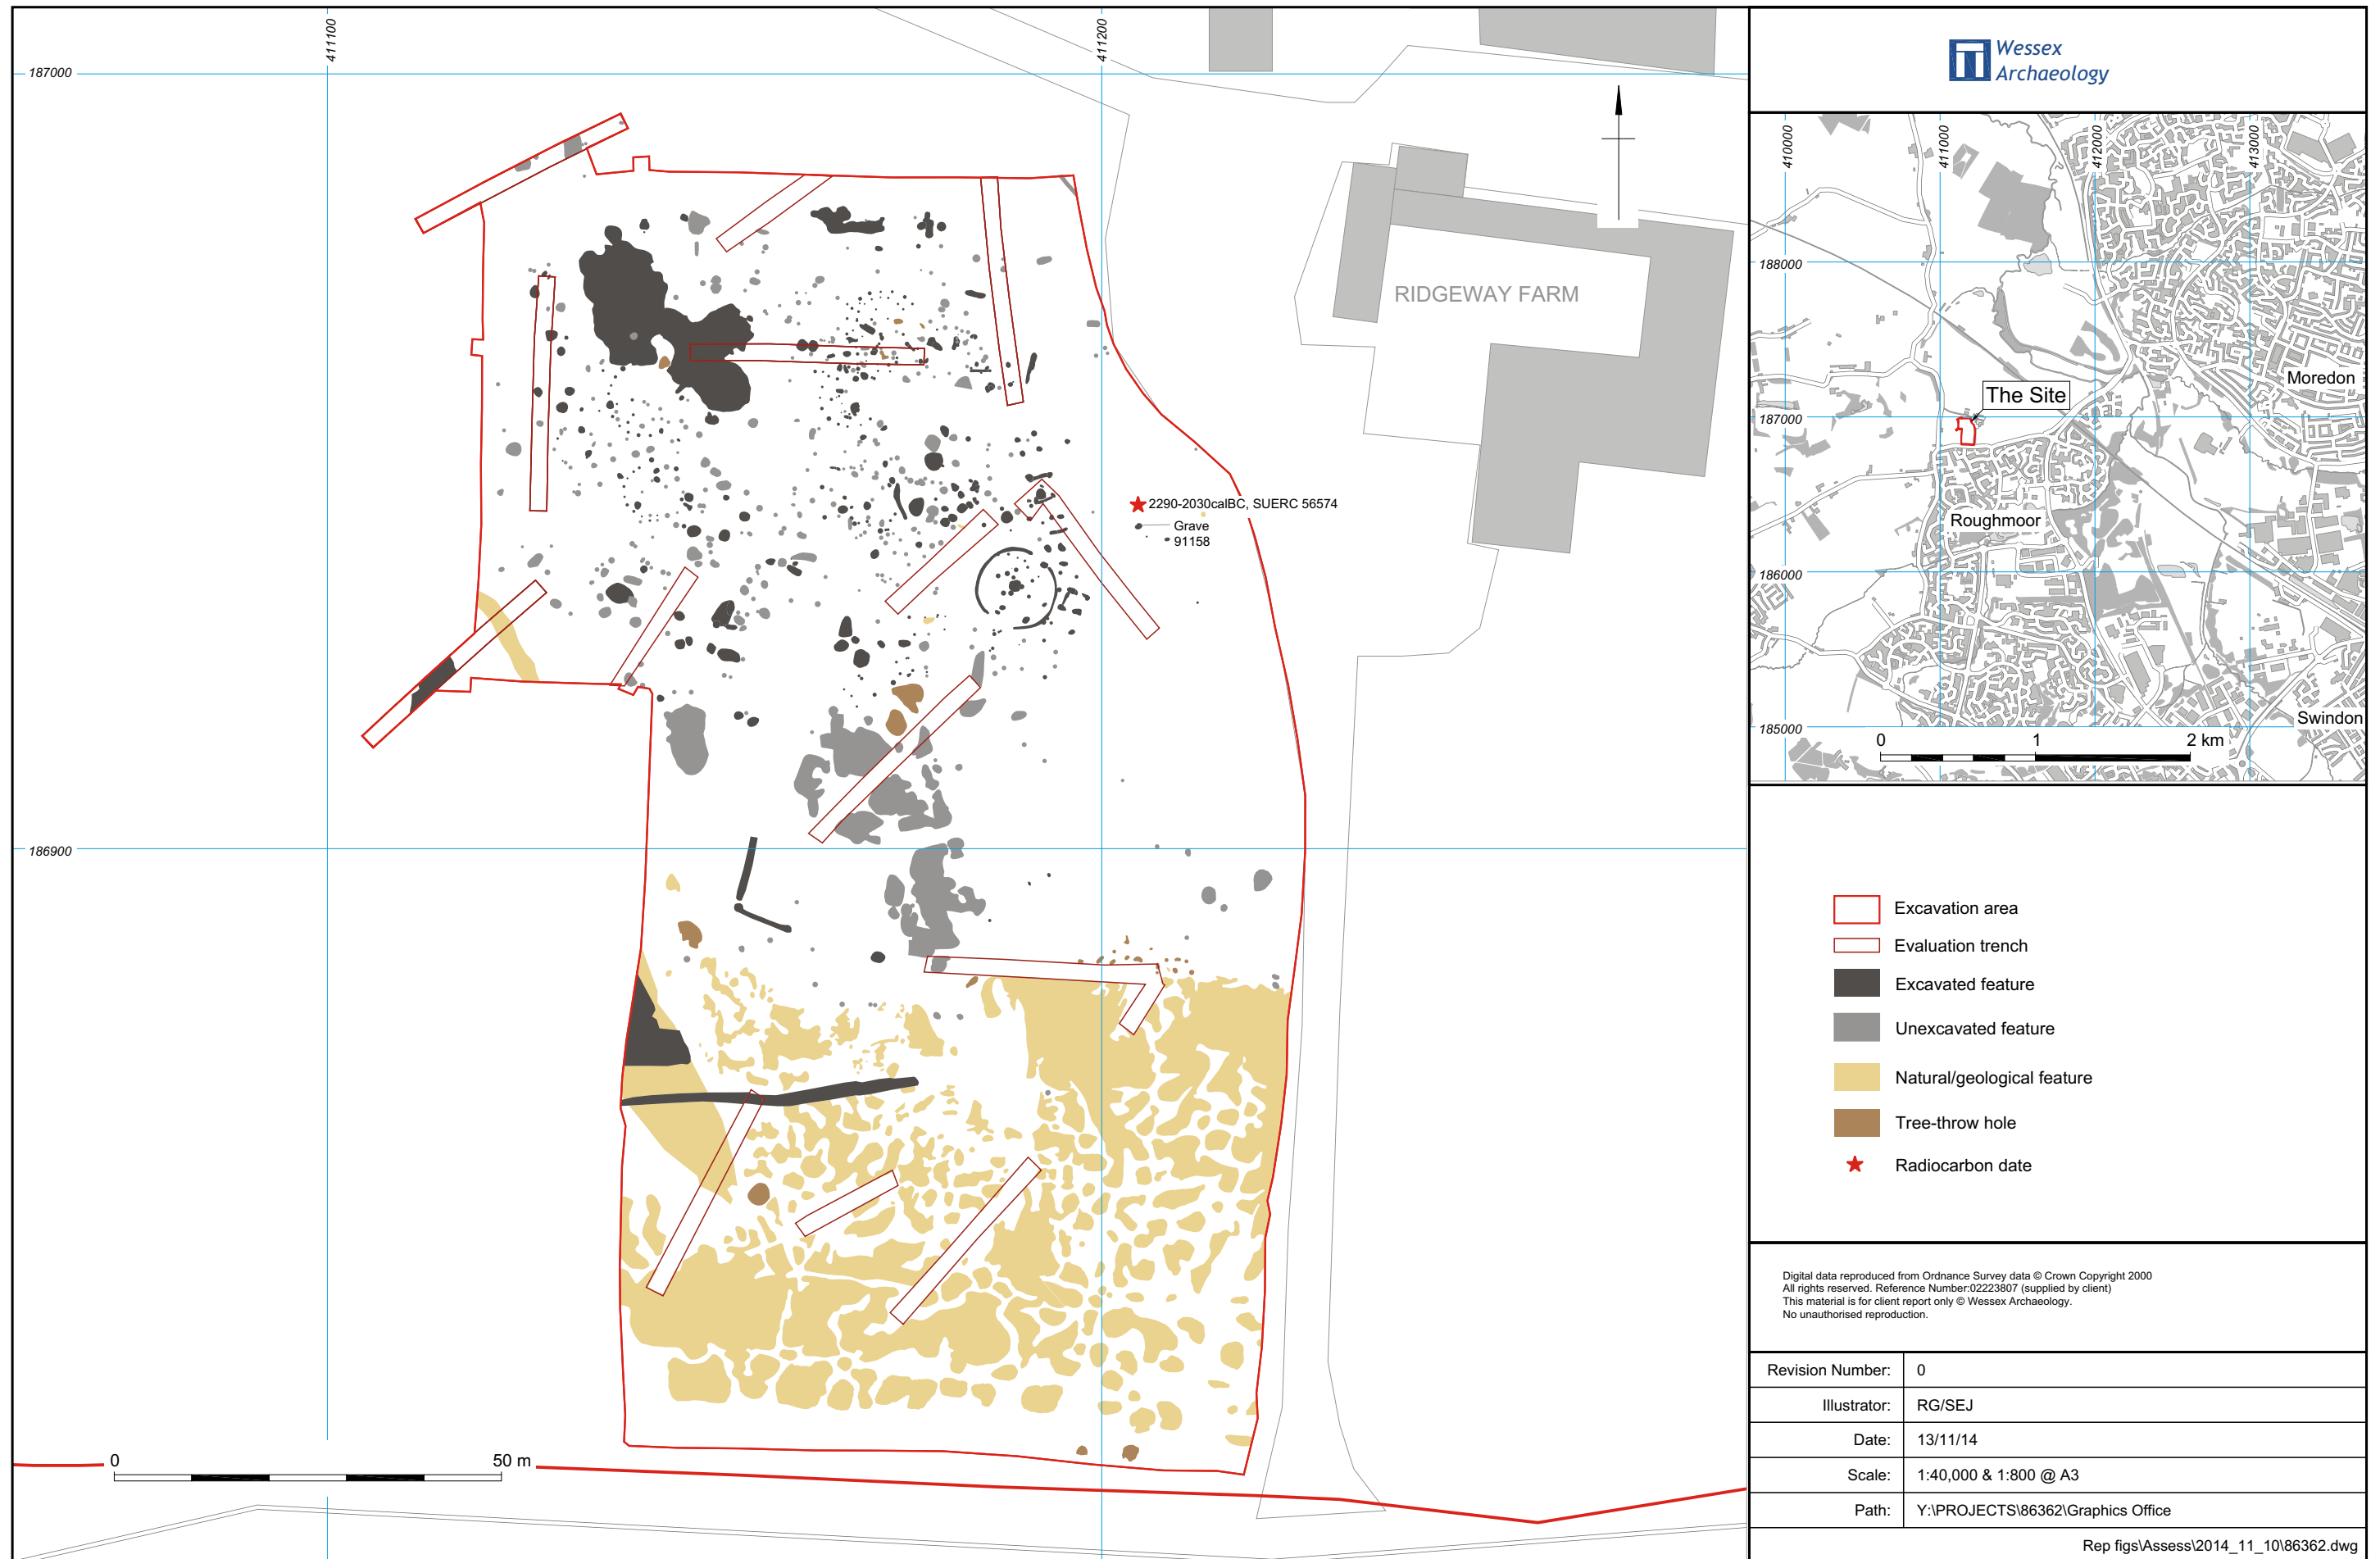 411100
411200
187000
RIDGEWAY FARM
2290-2030calBC, SUERC 56574
Grave
91158
186900
0
50 m
Wessex
Archaeology
410000
411000
412000
413000
188000
Moredon
The Site
187000
Roughmoor
186000
Swindon
185000
0
1
2 km
Excavation area
Evaluation trench
Excavated feature
Unexcavated feature
Natural/geological feature
Tree-throw hole
Radiocarbon date
Digital data reproduced from Ordnance Survey data © Crown Copyright 2000
All rights reserved. Reference Number:02223807 (supplied by client)
This material is for client report only © Wessex Archaeology.
No unauthorised reproduction.
Revision Number: 0
Illustrator: RG/SEJ
Date: 13/11/14
Scale: 1:40,000 & 1:800 @ A3
Path: Y:\PROJECTS\86362\Graphics Office
Rep figs\Assess\2014_11_10\86362.dwg